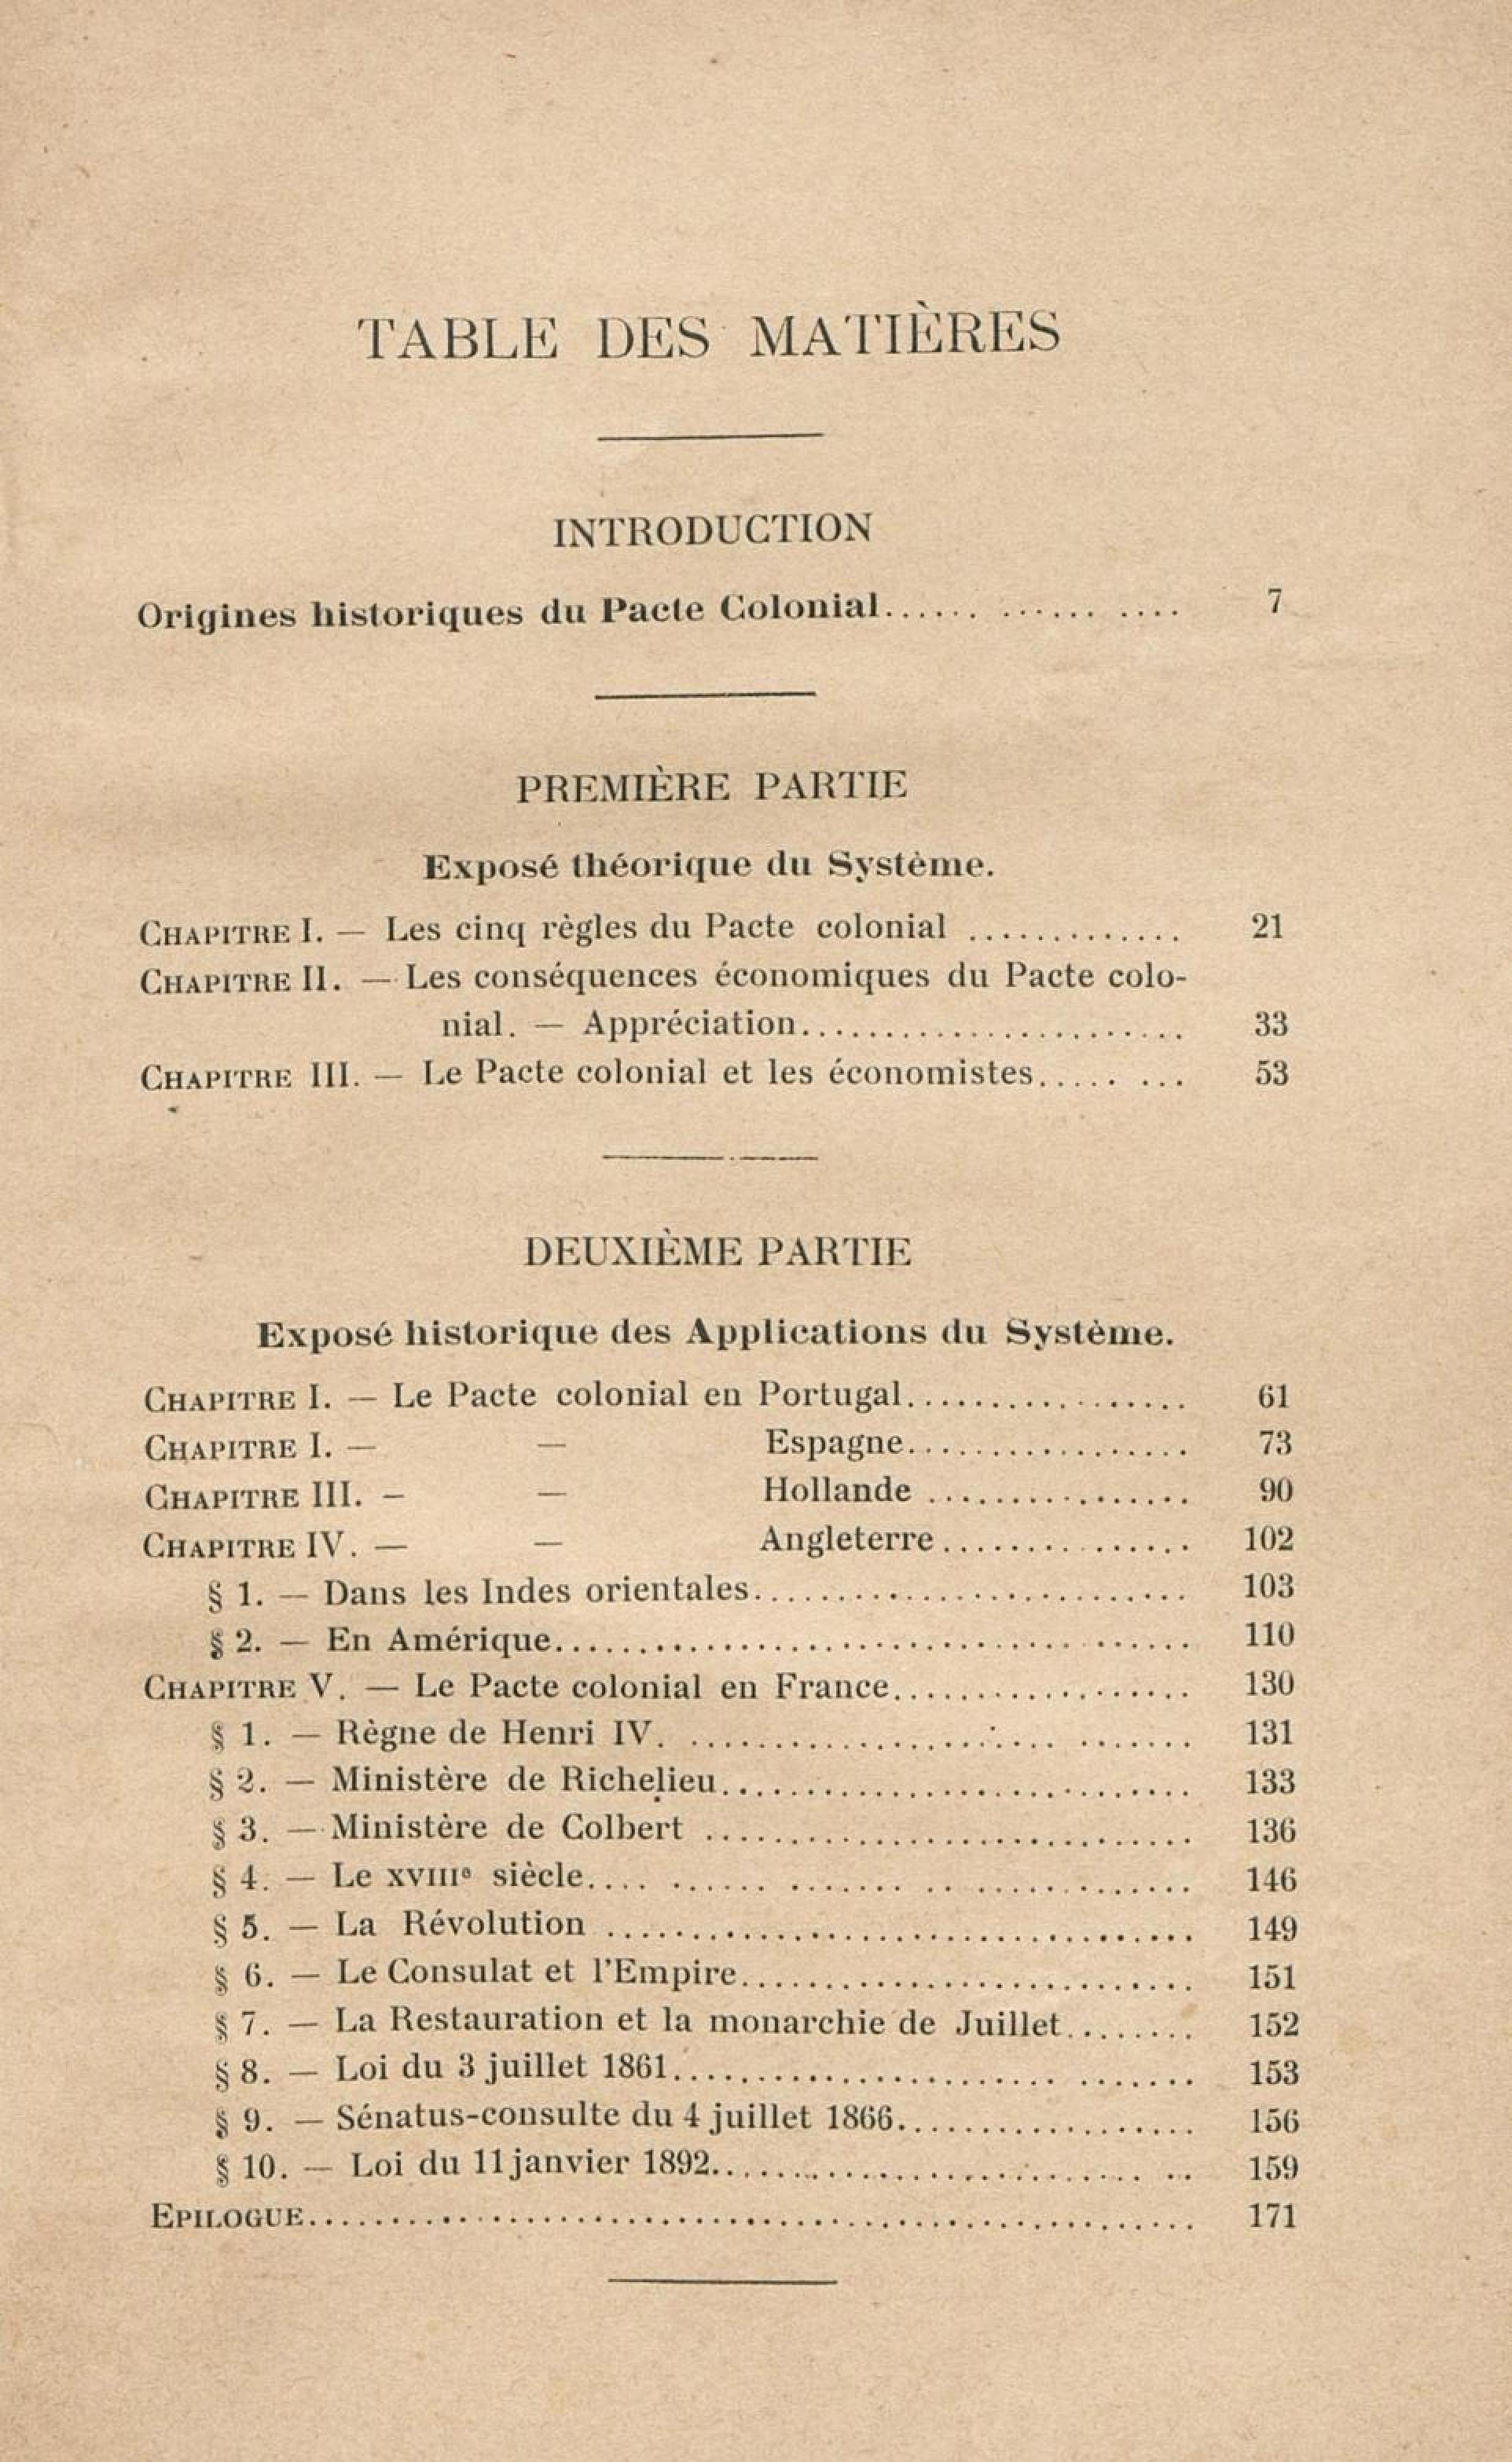 TABLE DES MATIÈRES
INTRODUCTION
Origines historiques du Pacte Colonial...... ...... .... 7
PREMIÈRE PARTIE
Exposé théorique du Système.
CHAPITRE I. — Les cinq règles du Pacte colonial ............. 21
CHAPITRE II. — Les conséquences économiques du Pacte colo-
nial. — Appréciation....................... 33
CHAPITRE III. — Le Pacte colonial et les économistes..... ... 53
DEUXIÈME PARTIE
Exposé historique des Applications du Système.
CHAPITRE I. — Le Pacte colonial en Portugal................. 61
CHAPITRE I. — — Espagne................. 73
CHAPITRE III. — — Hollande ................ 90
CHAPITRE IV. — — Angleterre............... 102
§ 1. — Dans les Indes orientales.......................... 103
§ 2. — En Amérique...................................... 110
CHAPITRE V. — Le Pacte colonial en France.................. 130
§ 1. — Règne de Henri IV. ...................... ....... 131
§ 2. — Ministère de Richelieu............................ 133
§ 3. — Ministère de Colbert ............................. 136
§ 4. — Le XVIIIe siècle.... ...... ....... .. ............. 146
§ 5. — La Révolution ................................... 149
§ 6. — Le Consulat et l'Empire........................... 151
§ 7. — La Restauration et la monarchie de Juillet........ 152
§ 8. — Loi du 3 juillet 1861....................... ....... 153
§ 9. — Sénatus-consulte du 4 juillet 1866.................. 156
§ 10. — Loi du 11 janvier 1892.......................... .. 159
EPILOGUE..................................................... 171